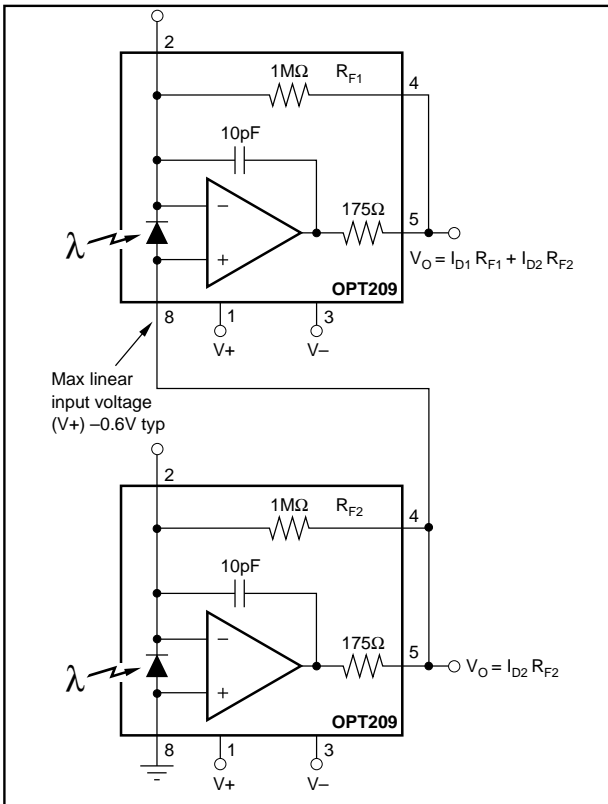 2
1MΩ R_F1
4
10pF
175Ω
5
λ
−
+
V_O = I_D1 R_F1 + I_D2 R_F2
OPT209
8
1
3
V+
V−
Max linear
input voltage
(V+) −0.6V typ
2
1MΩ R_F2
4
10pF
175Ω
5
λ
−
+
V_O = I_D2 R_F2
OPT209
8
1
3
V+
V−